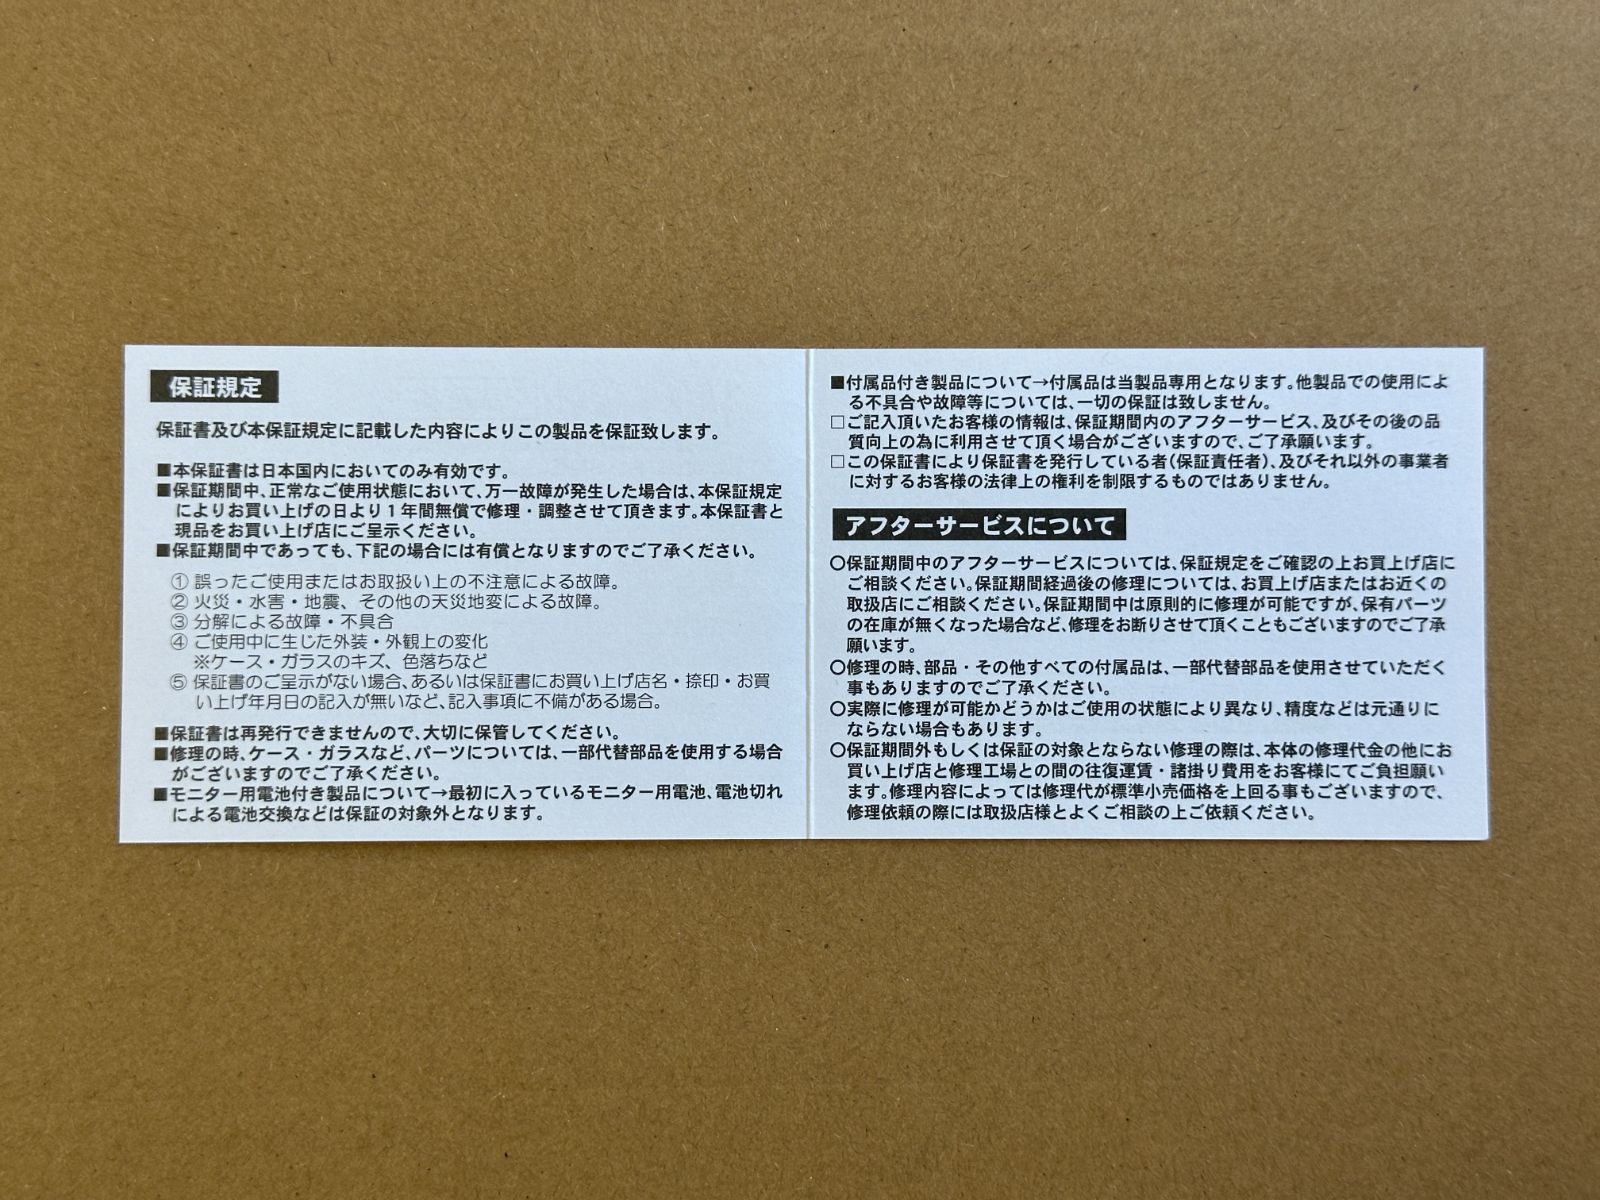 保証規定
保証書及び本保証規定に記載した内容によりこの製品を保証致します。
■本保証書は日本国内においてのみ有効です。
■保証期間中、正常なご使用状態において、万一故障が発生した場合は、本保証規定
によりお買い上げの日より1年間無償で修理・調整させて頂きます。本保証書と
現品をお買い上げ店にご呈示ください。
■保証期間中であっても、下記の場合には有償となりますのでご了承ください。
① 誤ったご使用またはお取扱い上の不注意による故障。
② 火災・水害・地震、その他の天災地変による故障。
③ 分解による故障・不具合
④ ご使用中に生じた外装・外観上の変化
※ケース・ガラスのキズ、色落ちなど
⑤ 保証書のご呈示がない場合、あるいは保証書にお買い上げ店名・捺印・お買
い上げ年月日の記入が無いなど、記入事項に不備がある場合。
■保証書は再発行できませんので、大切に保管してください。
■修理の時、ケース・ガラスなど、パーツについては、一部代替部品を使用する場合
がございますのでご了承ください。
■モニター用電池付き製品について→最初に入っているモニター用電池、電池切れ
による電池交換などは保証の対象外となります。
■付属品付き製品について→付属品は当製品専用となります。他製品での使用によ
る不具合や故障等については、一切の保証は致しません。
□ご記入頂いたお客様の情報は、保証期間内のアフターサービス、及びその後の品
質向上の為に利用させて頂く場合がございますので、ご了承願います。
□この保証書により保証書を発行している者（保証責任者）、及びそれ以外の事業者
に対するお客様の法律上の権利を制限するものではありません。
アフターサービスについて
○保証期間中のアフターサービスについては、保証規定をご確認の上お買上げ店に
ご相談ください。保証期間経過後の修理については、お買上げ店またはお近くの
取扱店にご相談ください。保証期間中は原則的に修理が可能ですが、保有パーツ
の在庫が無くなった場合など、修理をお断りさせて頂くこともございますのでご了承
願います。
○修理の時、部品・その他すべての付属品は、一部代替部品を使用させていただく
事もありますのでご了承ください。
○実際に修理が可能かどうかはご使用の状態により異なり、精度などは元通りに
ならない場合もあります。
○保証期間外もしくは保証の対象とならない修理の際は、本体の修理代金の他にお
買い上げ店と修理工場との間の往復運賃・諸掛り費用をお客様にてご負担願い
ます。修理内容によっては修理代が標準小売価格を上回る事もございますので、
修理依頼の際には取扱店様とよくご相談の上ご依頼ください。